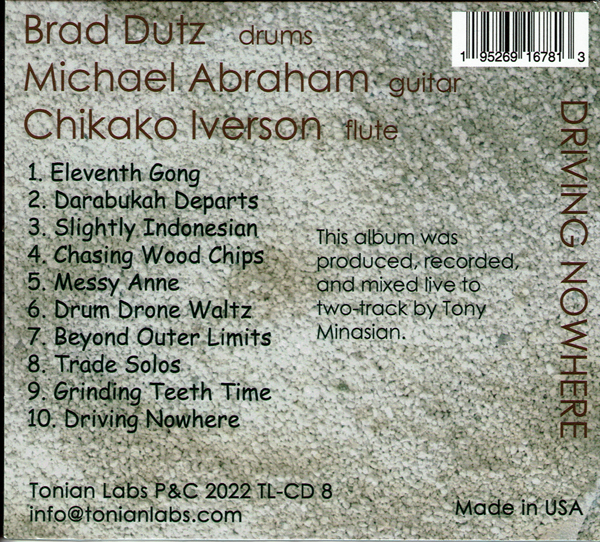 Brad Dutz drums
Michael Abraham guitar
Chikako Iverson flute
1 95269 16781 3
DRIVING NOWHERE
1. Eleventh Gong
2. Darabukah Departs
3. Slightly Indonesian
4. Chasing Wood Chips
5. Messy Anne
6. Drum Drone Waltz
7. Beyond Outer Limits
8. Trade Solos
9. Grinding Teeth Time
10. Driving Nowhere
This album was
produced, recorded,
and mixed live to
two-track by Tony
Minasian.
Tonian Labs P&C 2022 TL-CD 8
info@tonianlabs.com
Made in USA